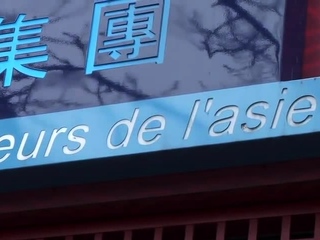 集團
eurs de l'asie